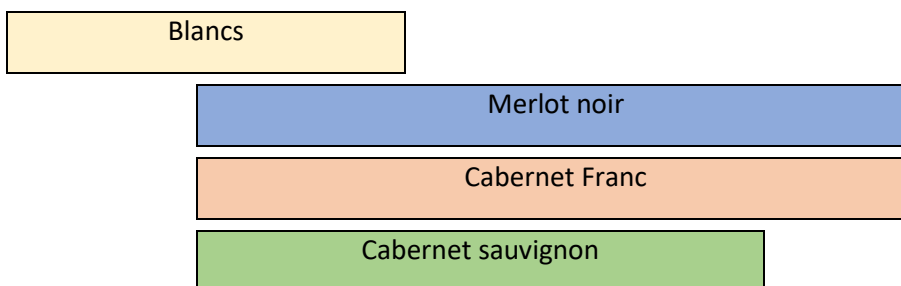 Blancs
Merlot noir
Cabernet Franc
Cabernet sauvignon